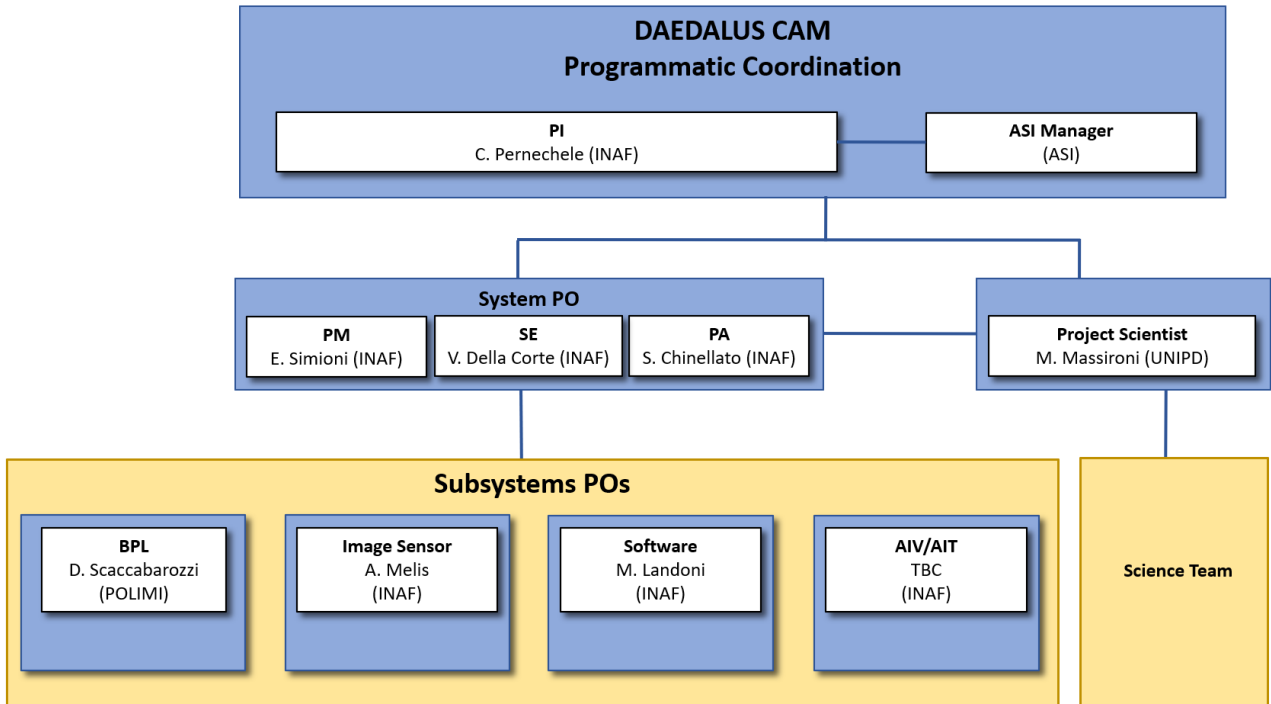 DAEDALUS CAM
Programmatic Coordination
PI
C. Pernechele (INAF)
ASI Manager
(ASI)
System PO
PM
E. Simioni (INAF)
SE
V. Della Corte (INAF)
PA
S. Chinellato (INAF)
Project Scientist
M. Massironi (UNIPD)
Subsystems POs
BPL
D. Scaccabarozzi
(POLIMI)
Image Sensor
A. Melis
(INAF)
Software
M. Landoni
(INAF)
AIV/AIT
TBC
(INAF)
Science Team